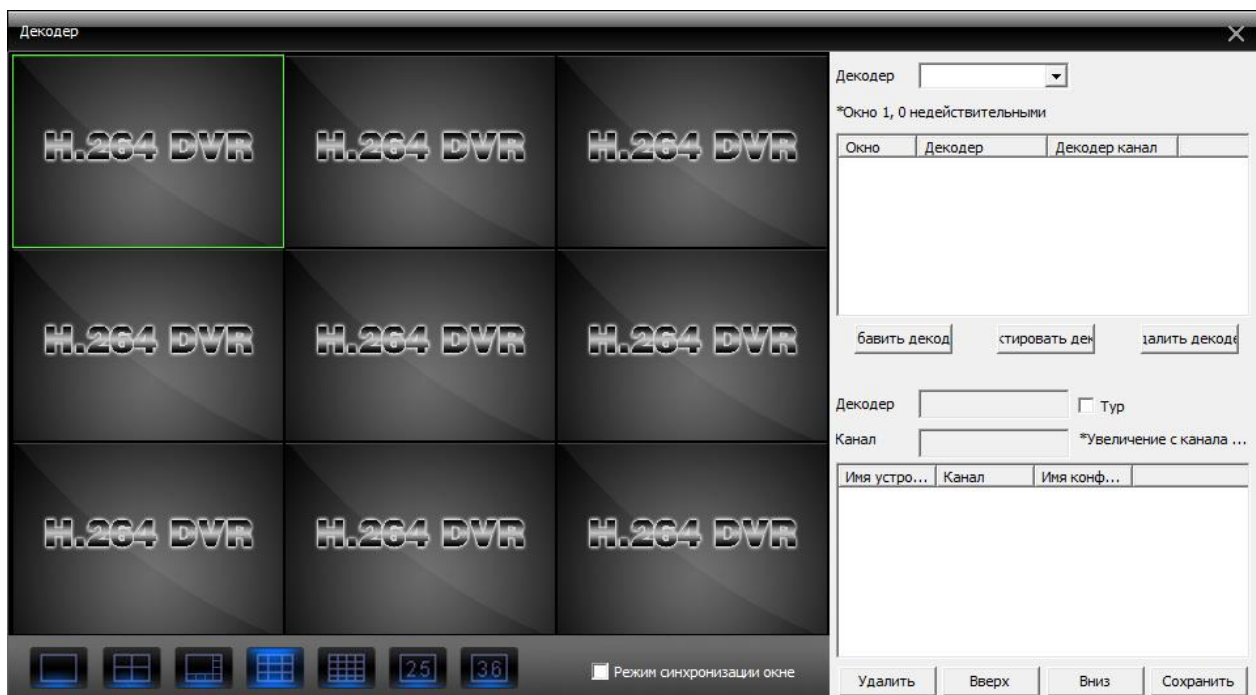 Декодер
H.264 DVR H.264 DVR H.264 DVR
H.264 DVR H.264 DVR H.264 DVR
H.264 DVR H.264 DVR H.264 DVR
25 36
Режим синхронизации окне
Декодер
*Окно 1, 0 недействительными
Окно Декодер Декодер канал
бавить декод стировать дек далить декоде
Декодер Тур
Канал *Увеличение с канала ...
Имя устро... Канал Имя конф...
Удалить Вверх Вниз Сохранить